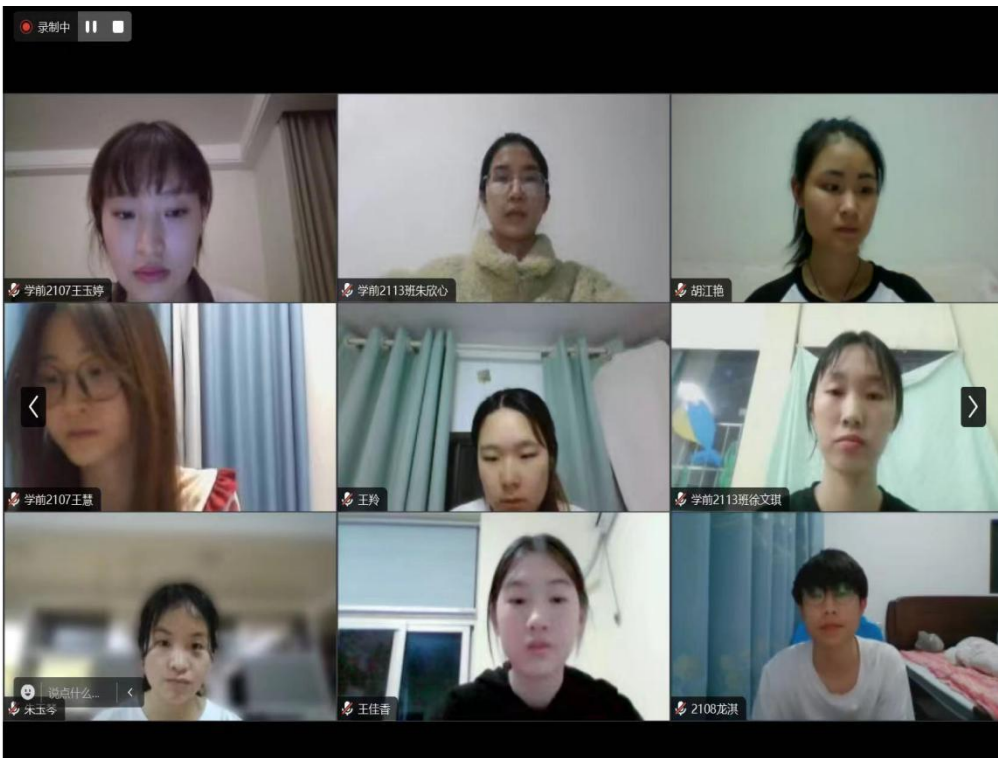 录制中
学前2107王玉婷
学前2113班朱欣心
胡江艳
学前2107王慧
王羚
学前2113班徐文琪
说点什么...
朱玉琴
王佳香
2108龙淇